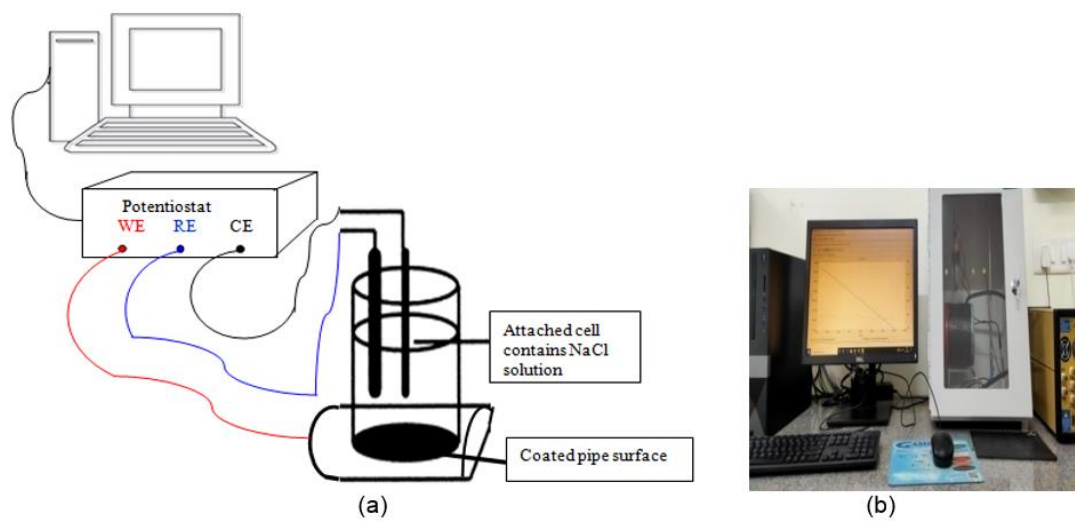 Potentiostat
WE RE CE
Attached cell
contains NaCl
solution
Coated pipe surface
(a)
(b)